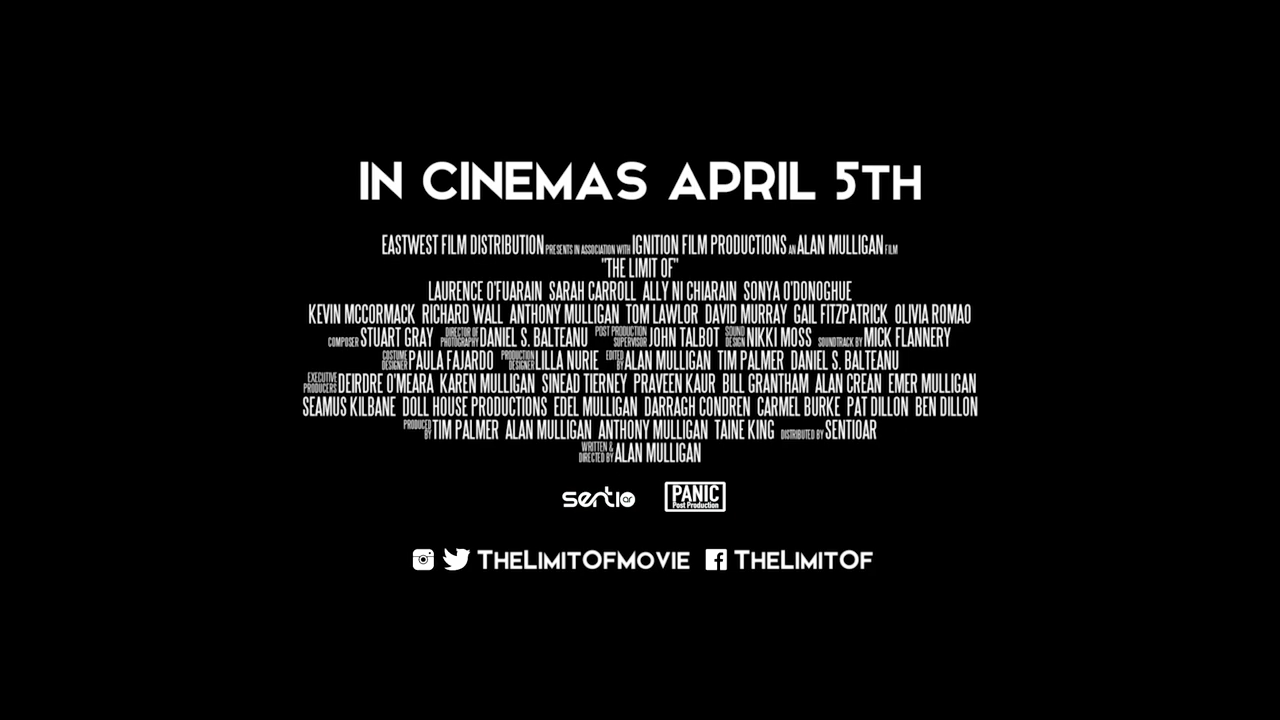 IN CINEMAS APRIL 5TH
EASTWEST FILM DISTRIBUTION PRESENTS IN ASSOCIATION WITH IGNITION FILM PRODUCTIONS AN ALAN MULLIGAN FILM
"THE LIMIT OF"
LAURENCE O'FUARAIN SARAH CARROLL ALLY NI CHIARAIN SONYA O'DONOGHUE
KEVIN MCCORMACK RICHARD WALL ANTHONY MULLIGAN TOM LAWLOR DAVID MURRAY GAIL FITZPATRICK OLIVIA ROMAO
COMPOSER STUART GRAY DIRECTOR OF PHOTOGRAPHY DANIEL S. BALTEANU POST PRODUCTION SUPERVISOR JOHN TALBOT SOUND DESIGN NIKKI MOSS SOUNDTRACK BY MICK FLANNERY
COSTUME DESIGNER PAULA FAJARDO PRODUCTION DESIGNER LILLA NURIE EDITED BY ALAN MULLIGAN TIM PALMER DANIEL S. BALTEANU
EXECUTIVE PRODUCERS DEIRDRE O'MEARA KAREN MULLIGAN SINEAD TIERNEY PRAVEEN KAUR BILL GRANTHAM ALAN CREAN EMER MULLIGAN
SEAMUS KILBANE DOLL HOUSE PRODUCTIONS EDEL MULLIGAN DARRAGH CONDREN CARMEL BURKE PAT DILLON BEN DILLON
PRODUCED BY TIM PALMER ALAN MULLIGAN ANTHONY MULLIGAN TAINE KING DISTRIBUTED BY SENTIOAR
WRITTEN & DIRECTED BY ALAN MULLIGAN
sentio ar PANIC
Post Production
THELIMITOFMOVIE THELIMITOF